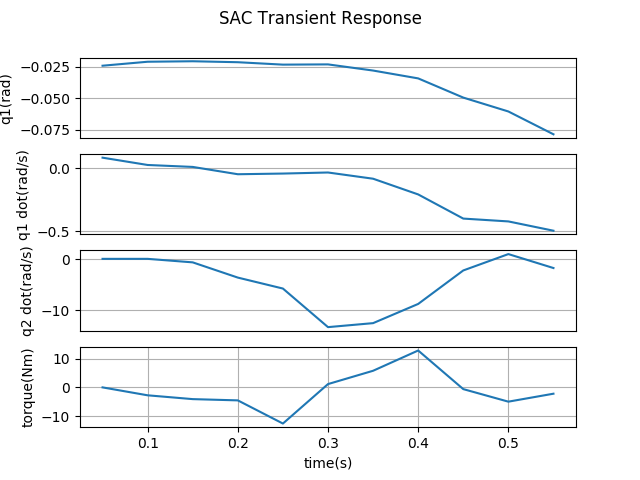 SAC Transient Response
q1(rad)
−0.025
−0.050
−0.075
q1 dot(rad/s)
0.0
−0.5
q2 dot(rad/s)
0
−10
torque(Nm)
10
0
−10
0.1 0.2 0.3 0.4 0.5
time(s)